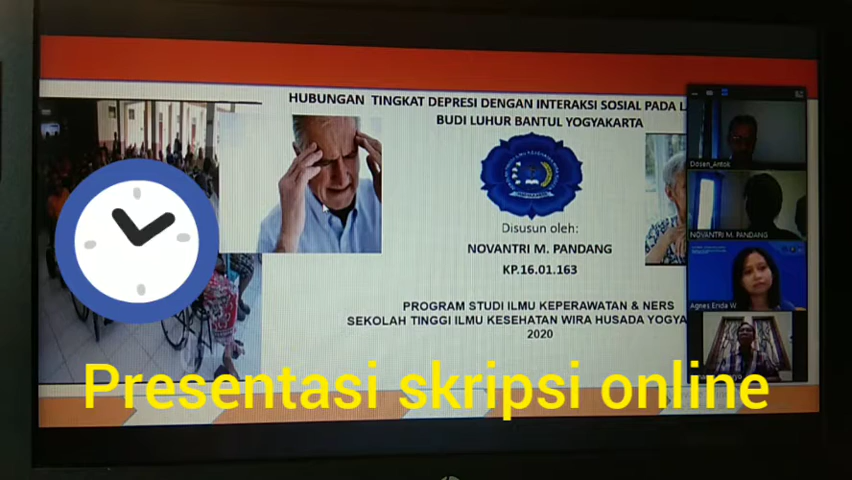 HUBUNGAN TINGKAT DEPRESI DENGAN INTERAKSI SOSIAL PADA
BUDI LUHUR BANTUL YOGYAKARTA
Disusun oleh:
NOVANTRI M. PANDANG
KP.16.01.163
PROGRAM STUDI ILMU KEPERAWATAN & NERS
SEKOLAH TINGGI ILMU KESEHATAN WIRA HUSADA YOGYA
2020
Dosen_Antok
NOVANTRI M. PANDANG
Agnes Erida W
Presentasi skripsi online